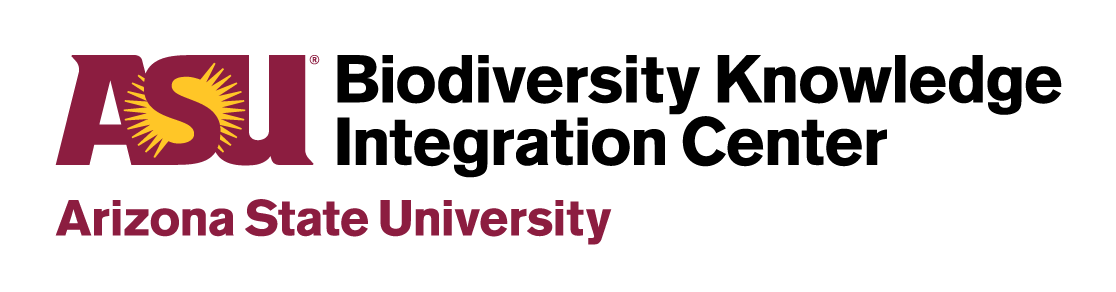 ASU® Biodiversity Knowledge
Integration Center
Arizona State University